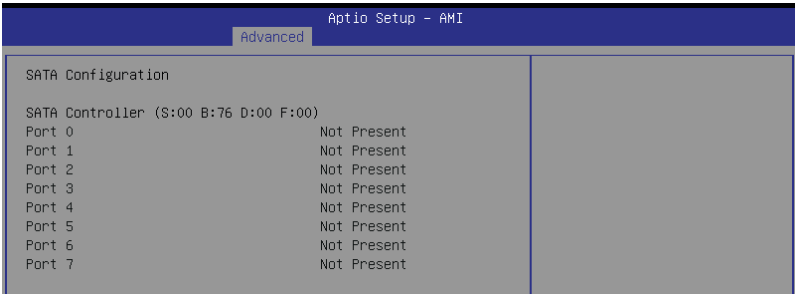 Aptio Setup – AMI
Advanced
SATA Configuration
SATA Controller (S:00 B:76 D:00 F:00)
Port 0 Not Present
Port 1 Not Present
Port 2 Not Present
Port 3 Not Present
Port 4 Not Present
Port 5 Not Present
Port 6 Not Present
Port 7 Not Present